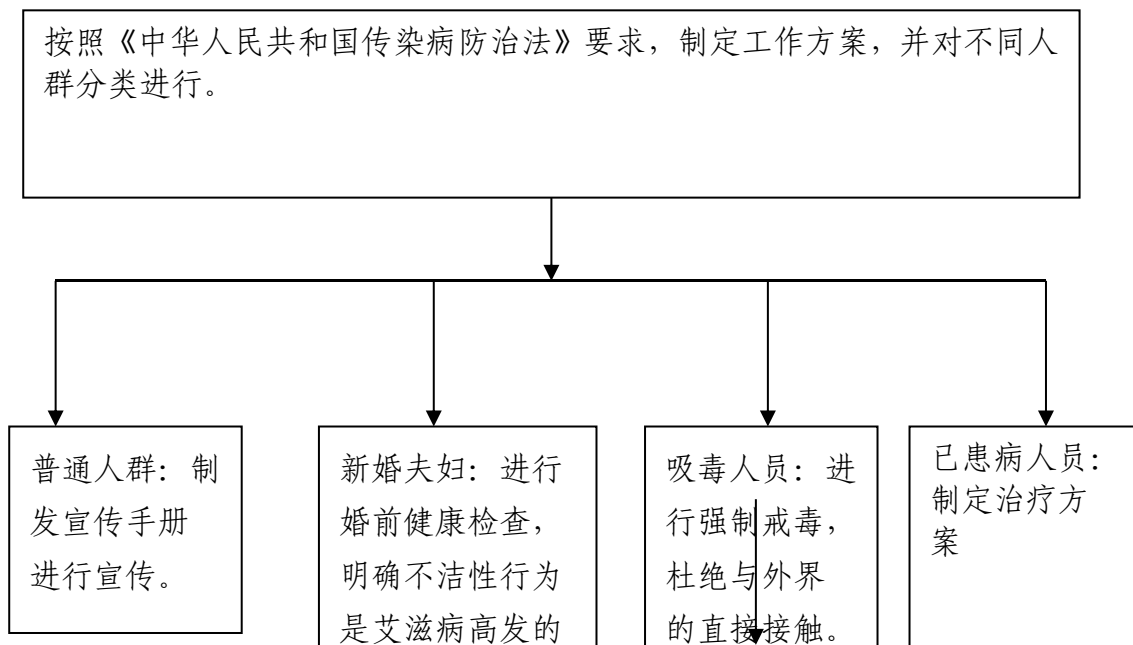 按照《中华人民共和国传染病防治法》要求，制定工作方案，并对不同人
群分类进行。
普通人群：制
发宣传手册
进行宣传。
新婚夫妇：进行
婚前健康检查，
明确不洁性行为
是艾滋病高发的
吸毒人员：进
行强制戒毒，
杜绝与外界
的直接接触。
已患病人员：
制定治疗方
案